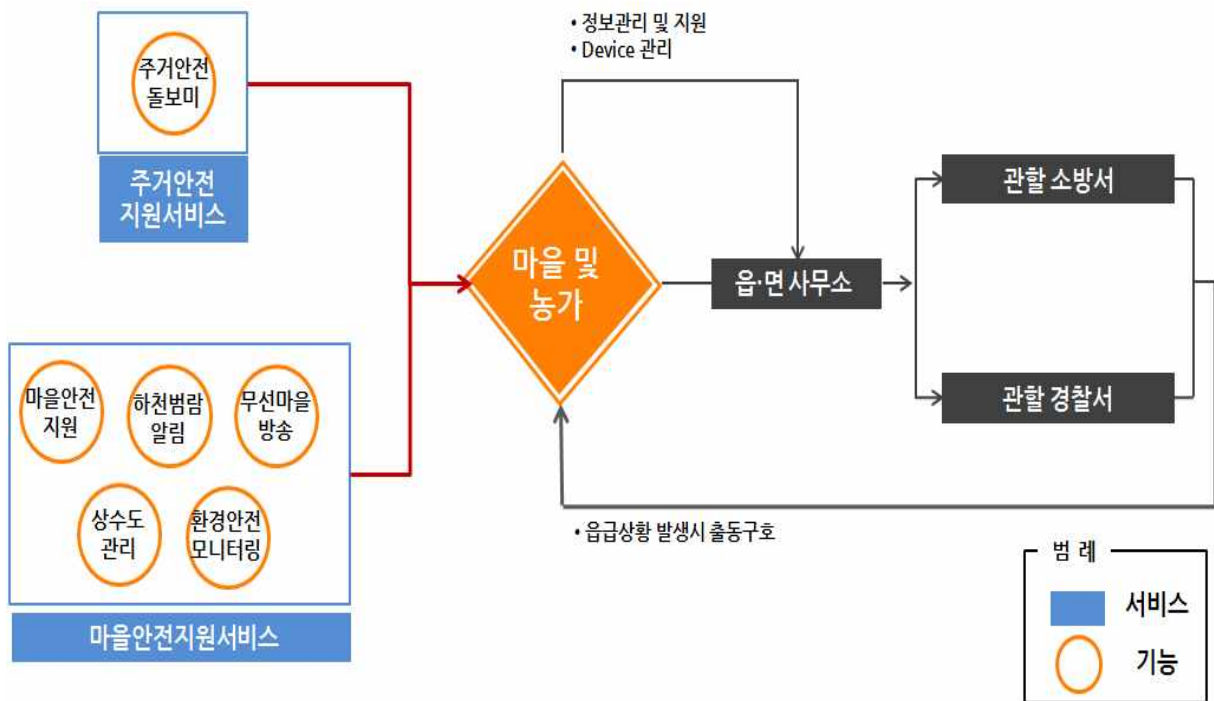 • 정보관리 및 지원
• Device 관리
주거안전
돌보미
주거안전
지원서비스
마을 및
농가
읍·면 사무소
관할 소방서
관할 경찰서
마을안전
지원
하천범람
알림
무선마을
방송
상수도
관리
환경안전
모니터링
마을안전지원서비스
• 응급상황 발생시 출동구호
범 례
서비스
기능